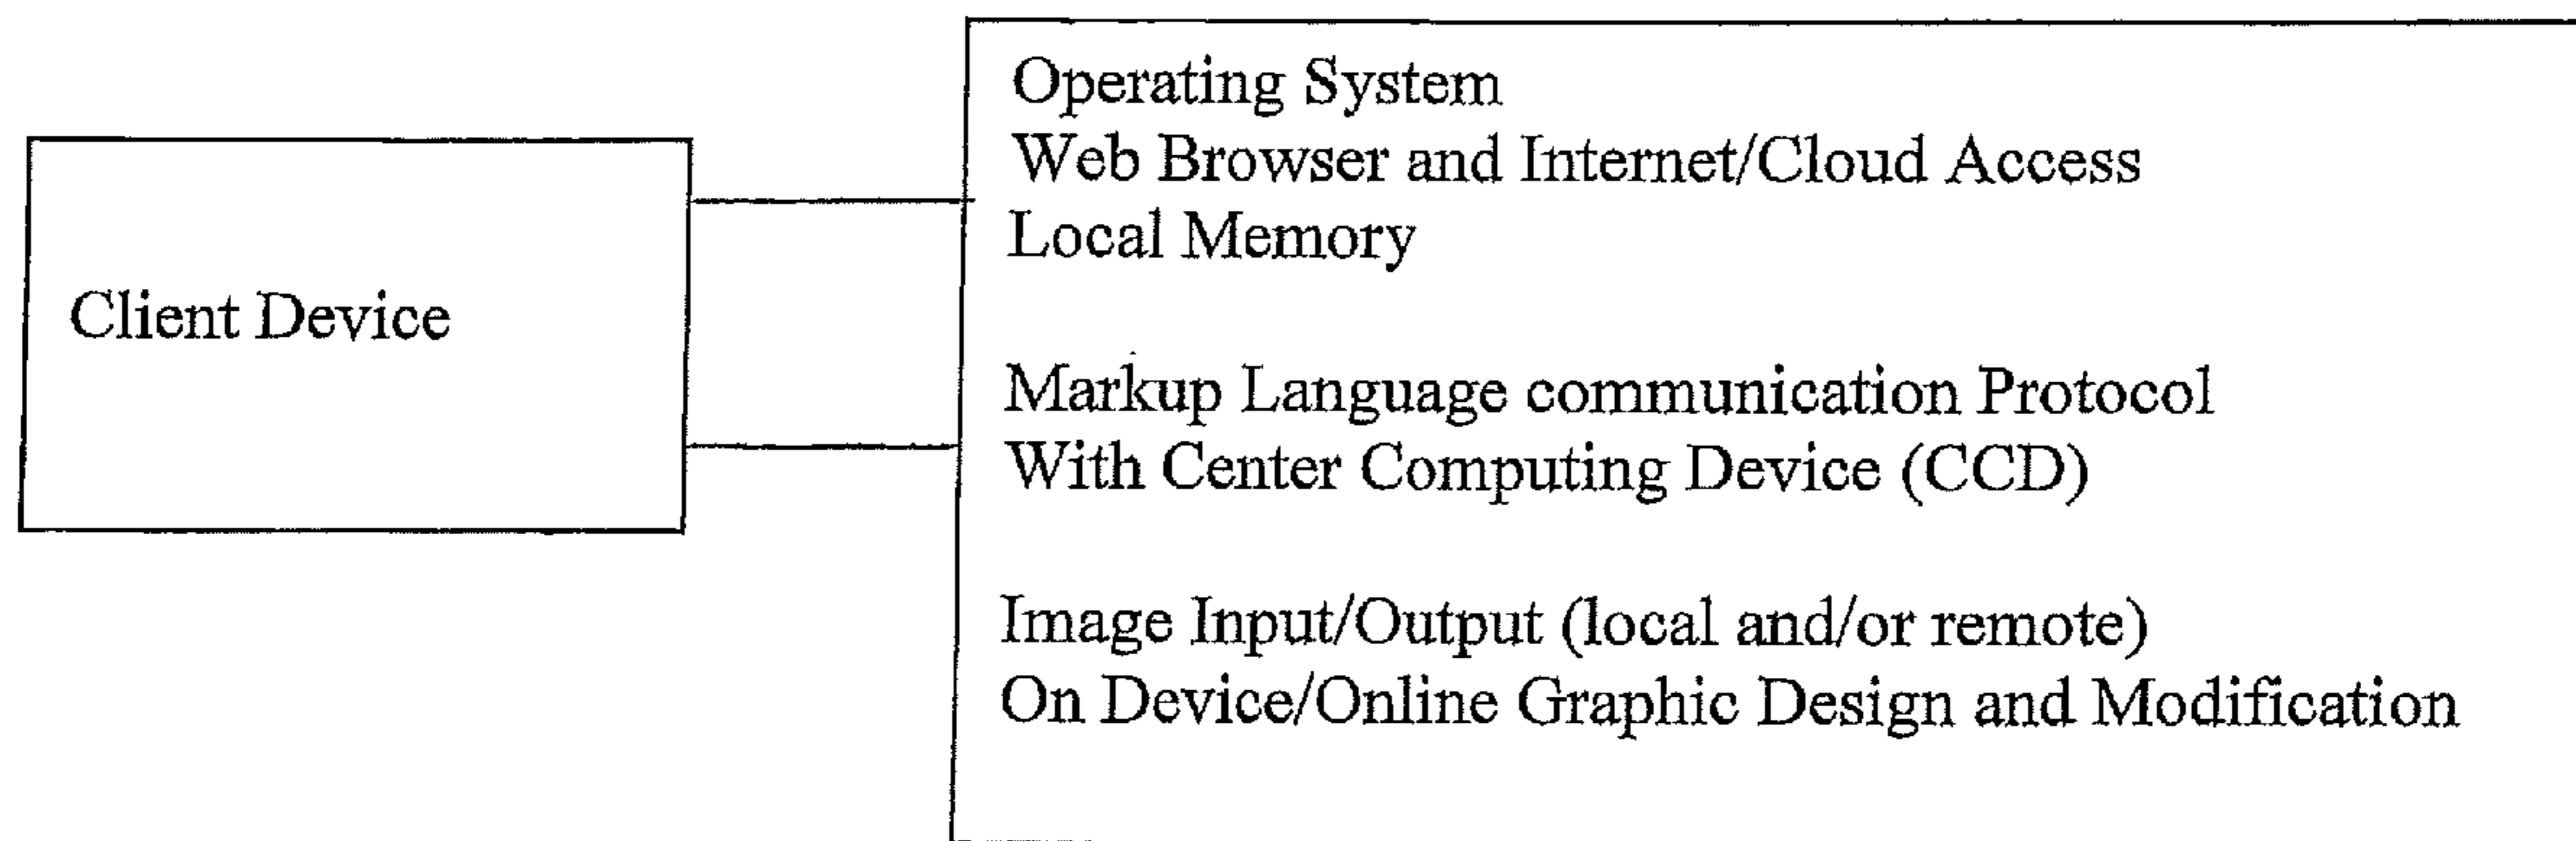 Client Device
Operating System
Web Browser and Internet/Cloud Access
Local Memory
Markup Language communication Protocol
With Center Computing Device (CCD)
Image Input/Output (local and/or remote)
On Device/Online Graphic Design and Modification